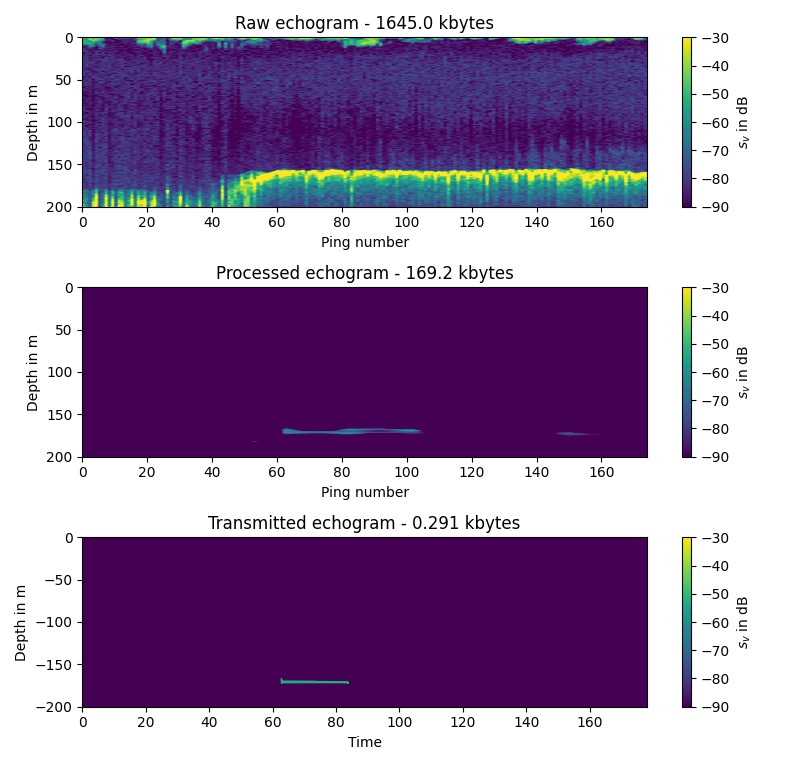 Raw echogram - 1645.0 kbytes
0
50
100
150
200
Depth in m
0 20 40 60 80 100 120 140 160
Ping number
−30
−40
−50
−60
−70
−80
−90
sᵥ in dB
Processed echogram - 169.2 kbytes
0
50
100
150
200
Depth in m
0 20 40 60 80 100 120 140 160
Ping number
−30
−40
−50
−60
−70
−80
−90
sᵥ in dB
Transmitted echogram - 0.291 kbytes
0
−50
−100
−150
−200
Depth in m
0 20 40 60 80 100 120 140 160
Time
−30
−40
−50
−60
−70
−80
−90
sᵥ in dB